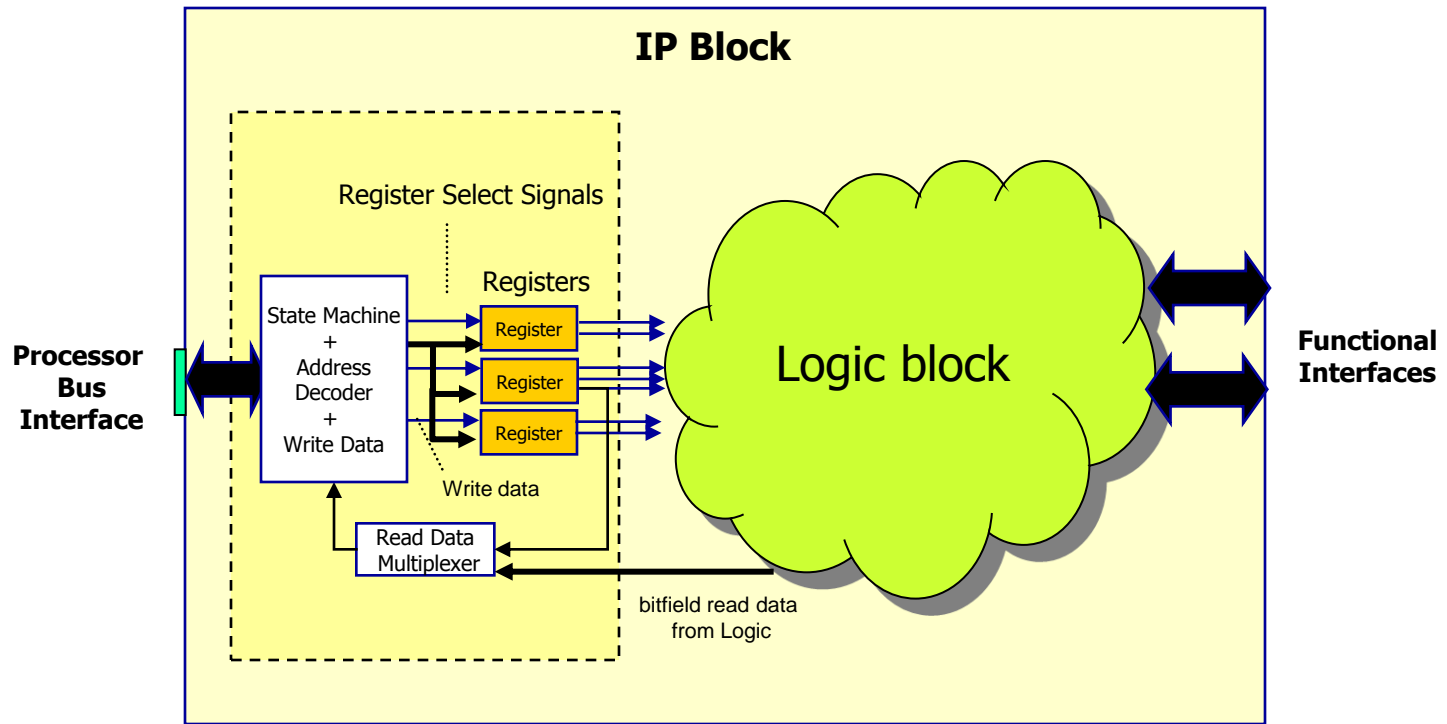 IP Block
Register Select Signals
Registers
State Machine
+
Address
Decoder
+
Write Data
Register
Register
Register
Write data
Read Data
Multiplexer
bitfield read data
from Logic
Logic block
Processor
Bus
Interface
Functional
Interfaces